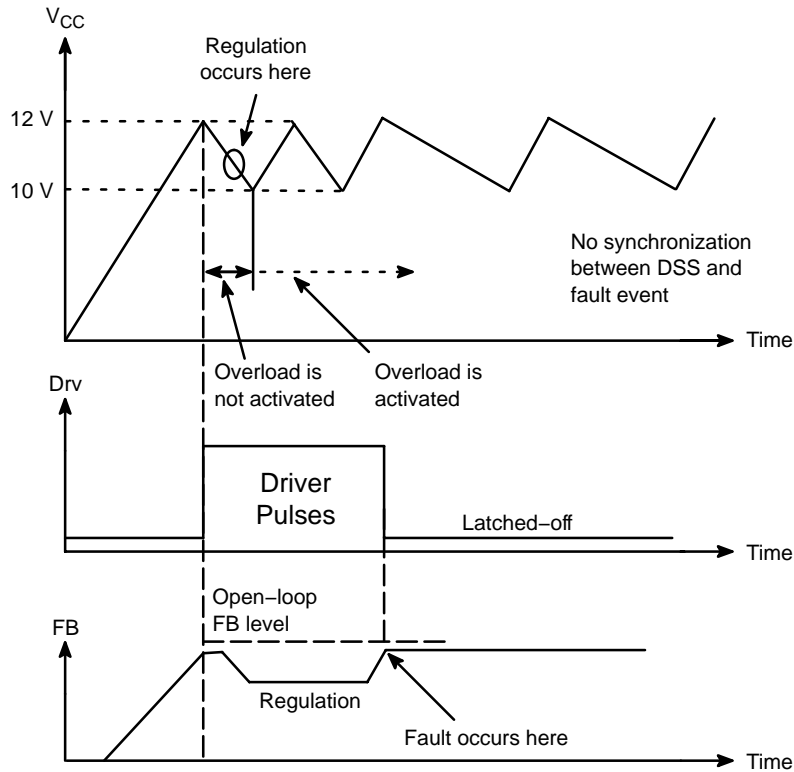 V_CC
Regulation
occurs here
12 V
10 V
No synchronization
between DSS and
fault event
Time
Overload is
not activated
Overload is
activated
Drv
Driver
Pulses
Latched−off
Time
Open−loop
FB level
FB
Regulation
Fault occurs here
Time